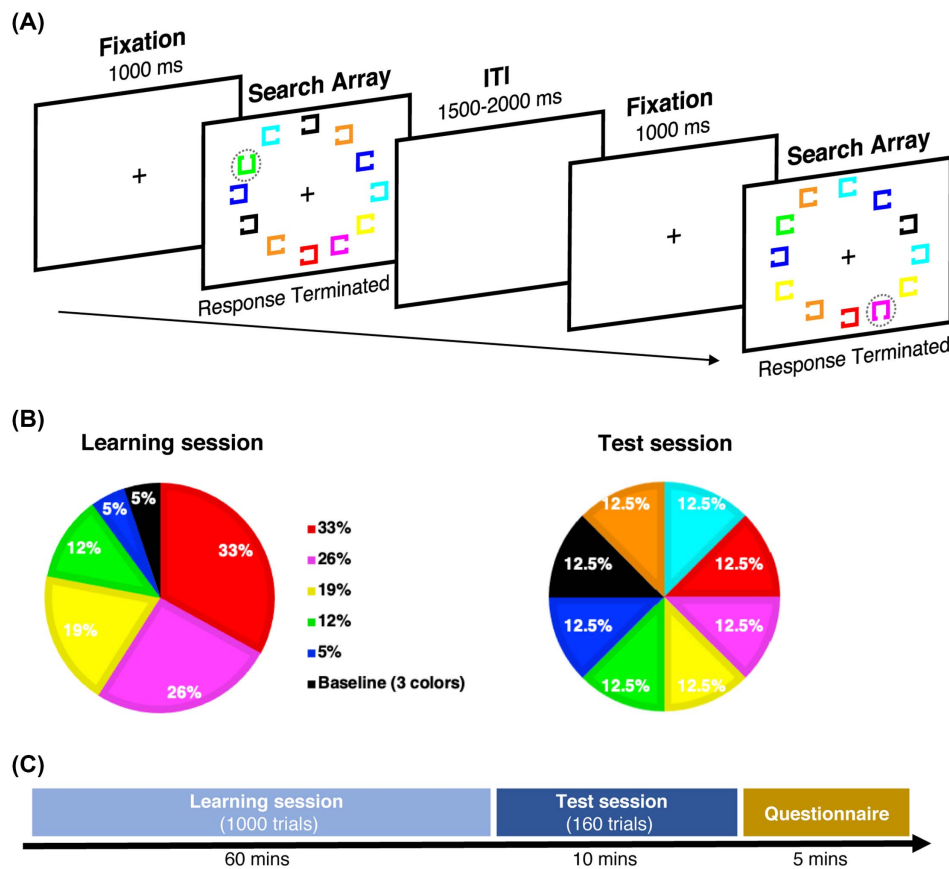 (A)
Fixation
1000 ms
Search Array
Response Terminated
ITI
1500-2000 ms
Fixation
1000 ms
Search Array
Response Terminated
(B)
Learning session
5%
5%
12%
19%
26%
33%
33%
26%
19%
12%
5%
Baseline (3 colors)
Test session
12.5%
12.5%
12.5%
12.5%
12.5%
12.5%
12.5%
12.5%
(C)
Learning session
(1000 trials)
Test session
(160 trials)
Questionnaire
60 mins
10 mins
5 mins